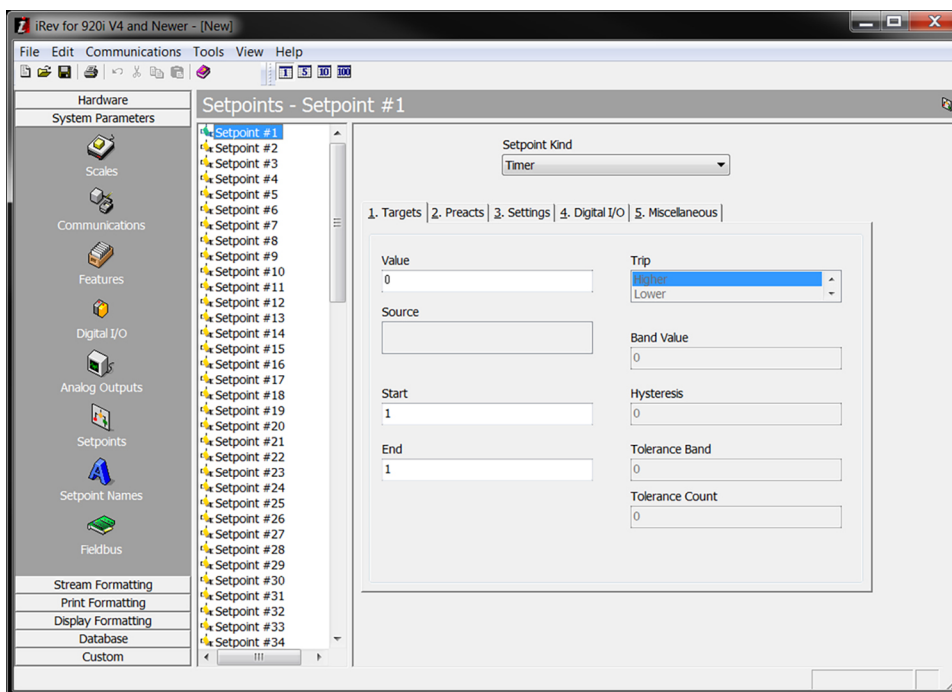 iRev for 920i V4 and Newer - [New]
File Edit Communications Tools View Help
1 5 10 100
Hardware
System Parameters
Scales
Communications
Features
Digital I/O
Analog Outputs
Setpoints
Setpoint Names
Fieldbus
Stream Formatting
Print Formatting
Display Formatting
Database
Custom
Setpoints - Setpoint #1
Setpoint #1
Setpoint #2
Setpoint #3
Setpoint #4
Setpoint #5
Setpoint #6
Setpoint #7
Setpoint #8
Setpoint #9
Setpoint #10
Setpoint #11
Setpoint #12
Setpoint #13
Setpoint #14
Setpoint #15
Setpoint #16
Setpoint #17
Setpoint #18
Setpoint #19
Setpoint #20
Setpoint #21
Setpoint #22
Setpoint #23
Setpoint #24
Setpoint #25
Setpoint #26
Setpoint #27
Setpoint #28
Setpoint #29
Setpoint #30
Setpoint #31
Setpoint #32
Setpoint #33
Setpoint #34
Setpoint Kind
Timer
1. Targets 2. Preacts 3. Settings 4. Digital I/O 5. Miscellaneous
Value
0
Source
Start
1
End
1
Trip
Higher
Lower
Band Value
0
Hysteresis
0
Tolerance Band
0
Tolerance Count
0